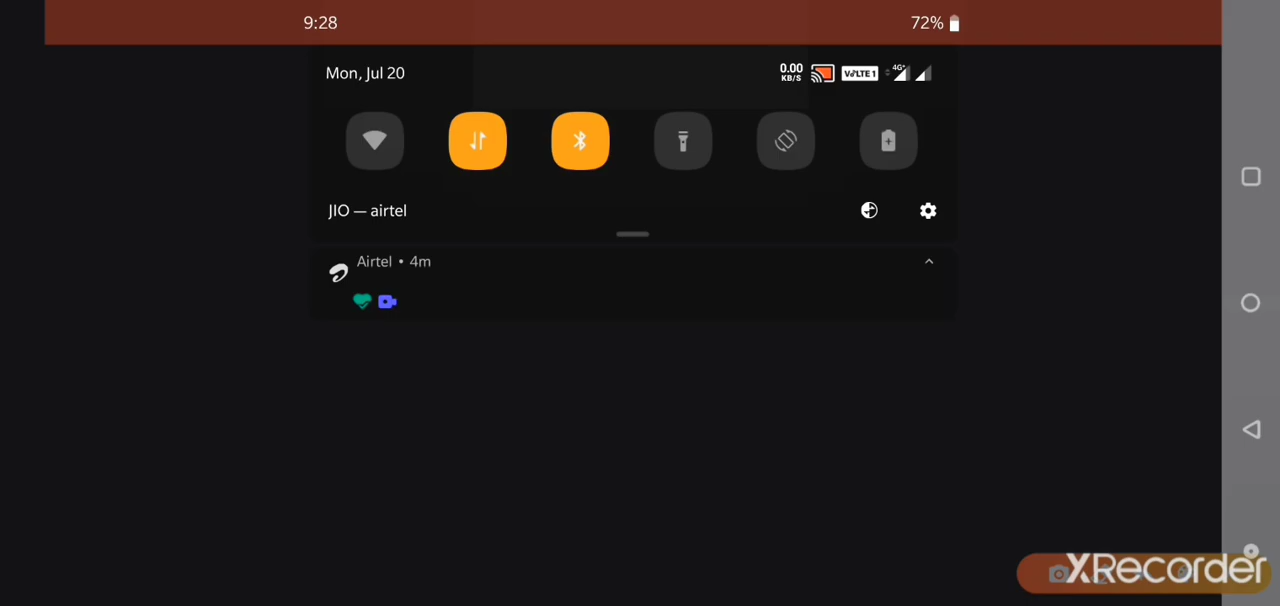 9:28
72%
Mon, Jul 20
0.00
KB/S
VoLTE 1
4G+
JIO — airtel
Airtel • 4m
XRecorder